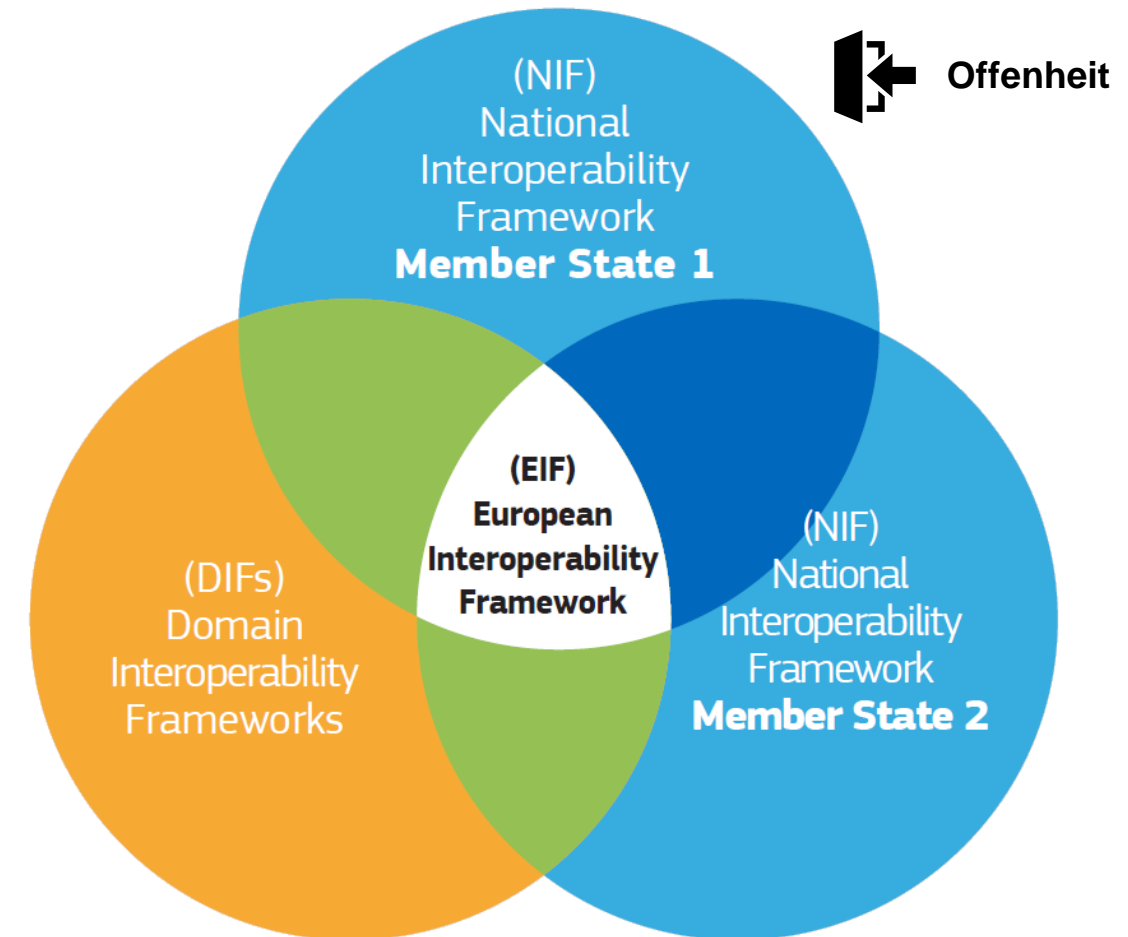 (NIF)
National
Interoperability
Framework
Member State 1
Offenheit
(EIF)
European
Interoperability
Framework
(DIFs)
Domain
Interoperability
Frameworks
(NIF)
National
Interoperability
Framework
Member State 2